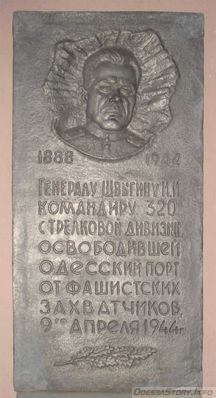 1888 1944
ГЕНЕРАЛУ ШВЫГИНУ И.И.
КОМАНДИРУ 320
СТРЕЛКОВОЙ ДИВИЗИИ,
ОСВОБОДИВШЕЙ
ОДЕССКИЙ ПОРТ
ОТ ФАШИСТСКИХ
ЗАХВАТЧИКОВ
9го АПРЕЛЯ 1944г.
OdessaStory.Info